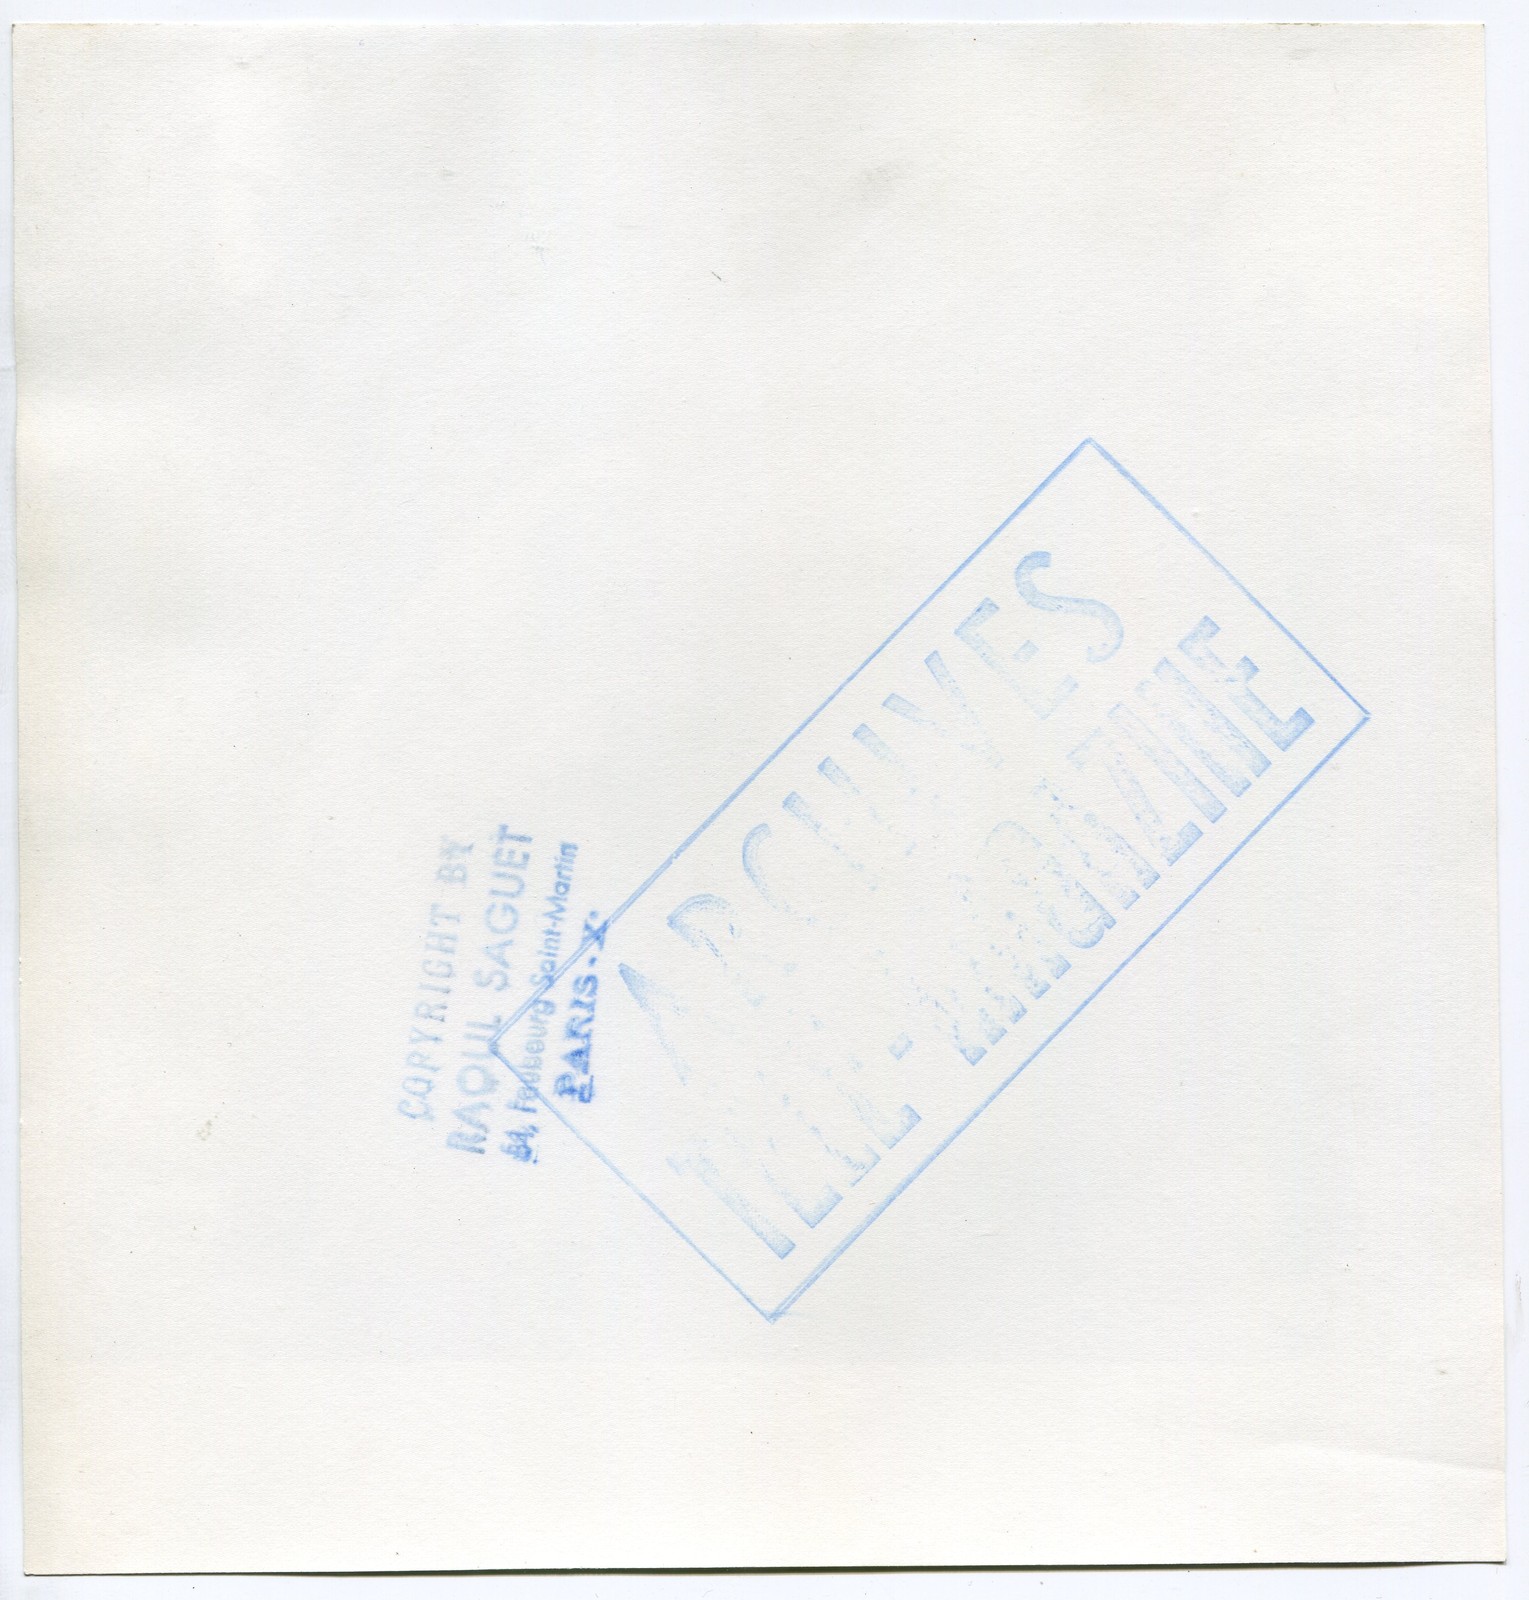 COPYRIGHT BY
RAOUL SAGUET
54, Faubourg Saint-Martin
PARIS-X·
ARCHIVES
TÉLÉ-MAGAZINE